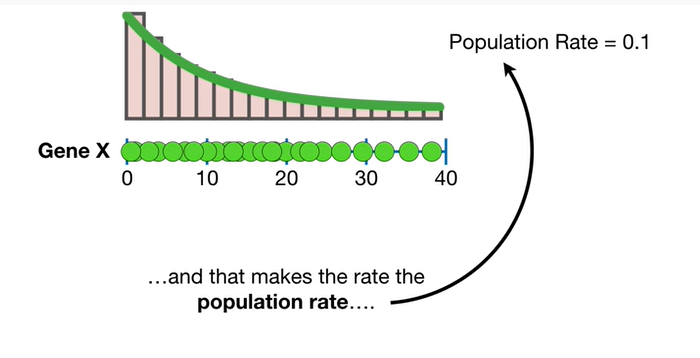 Population Rate = 0.1
Gene X
0 10 20 30 40
…and that makes the rate the
population rate….